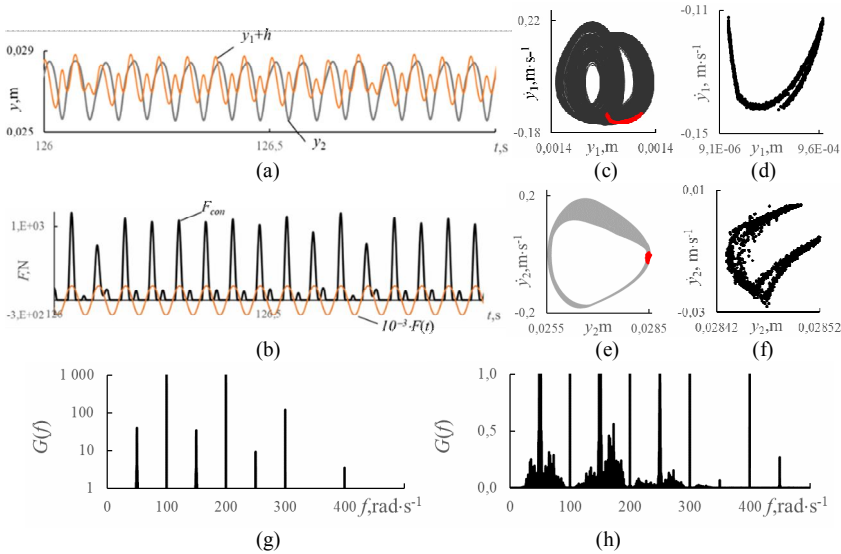 y₁+h
0,029
y,m
0,025
126
126,5
t,s
y₂
(a)
0,22
ẏ₁,m·s⁻¹
-0,18
0,0014
y₁,m
0,0014
(c)
-0,11
ẏ₁, m·s⁻¹
-0,15
9,1E-06
y₁,m
9,6E-04
(d)
F_con
1,E+03
F,N
-3,E+02
126
126,5
t,s
10⁻³·F(t)
(b)
0,2
ẏ₂,m·s⁻¹
-0,2
0,0255
y₂m
0,0285
(e)
0,01
ẏ₂, m·s⁻¹
-0,03
0,02842
y₂,m
0,02852
(f)
1 000
100
10
1
G(f)
0
100
200
300
400
f,rad·s⁻¹
(g)
1,0
0,5
0,0
G(f)
0
100
200
300
400
f,rad·s⁻¹
(h)